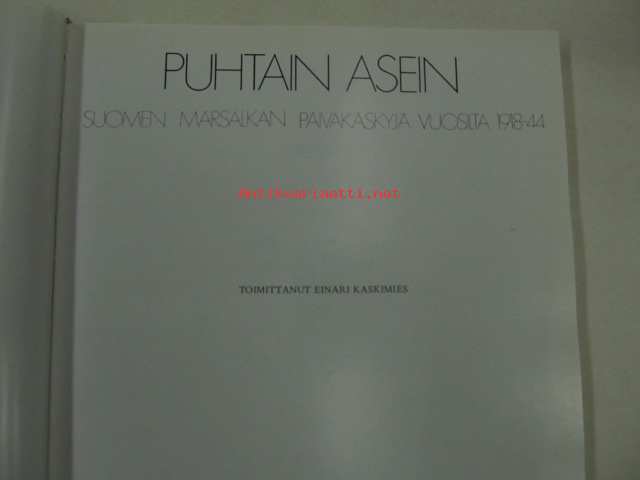 PUHTAIN ASEIN
SUOMEN MARSALKAN PÄIVÄKÄSKYJÄ VUOSILTA 1918-44
Antikvariaatti.net
TOIMITTANUT EINARI KASKIMIES